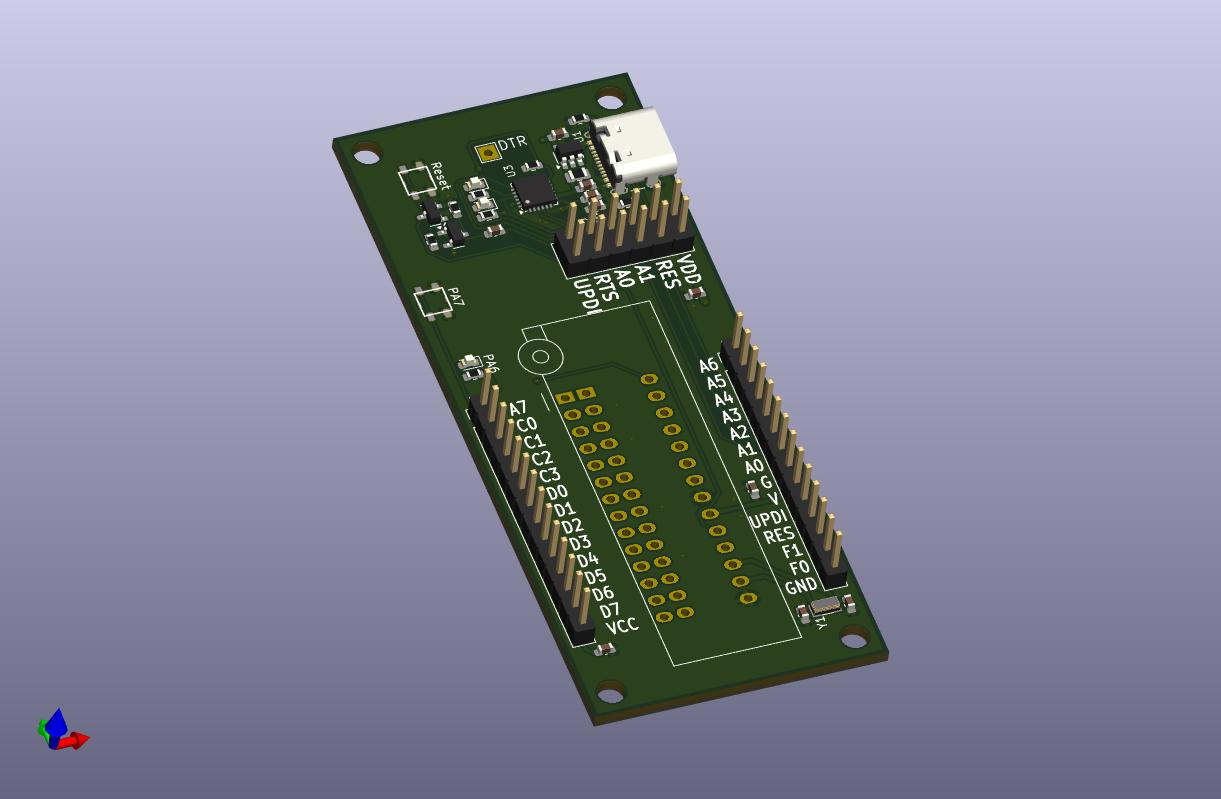 DTR
Reset
U3
U1
UPDI
RTS
A0
A1
RES
VDD
PA7
PA6
A7
C0
C1
C2
C3
D0
D1
D2
D3
D4
D5
D6
D7
VCC
A6
A5
A4
A3
A2
A1
A0
G
V
UPDI
RES
F1
F0
GND
Y1